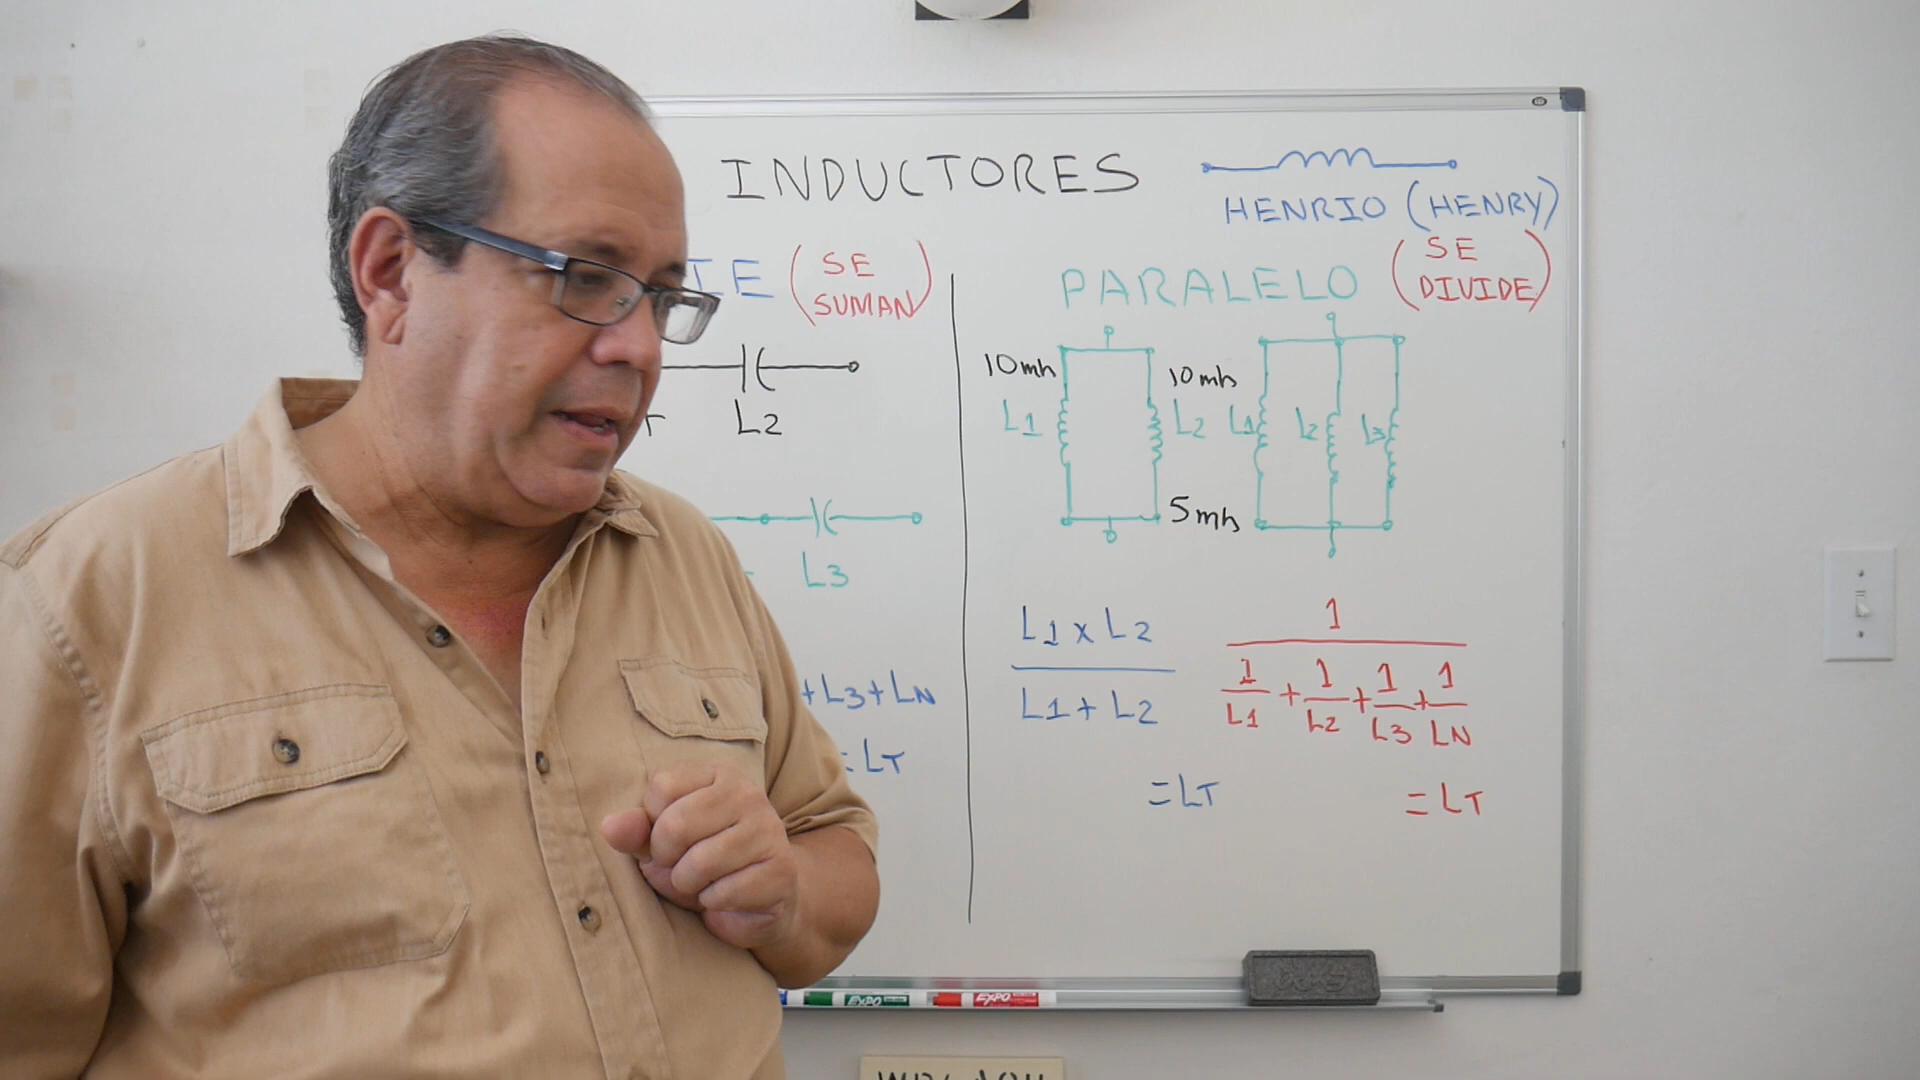 INDUCTORES
HENRIO (HENRY)
IE (SE SUMAN)
L2
L3
+L3+LN
=LT
PARALELO (SE DIVIDE)
10mh
10mh
L1
L2
L1
L2
L3
5mh
L1 x L2
L1 + L2
=LT
1
1 1 1 1
+ + +
L1 L2 L3 LN
=LT
EXPO
EXPO